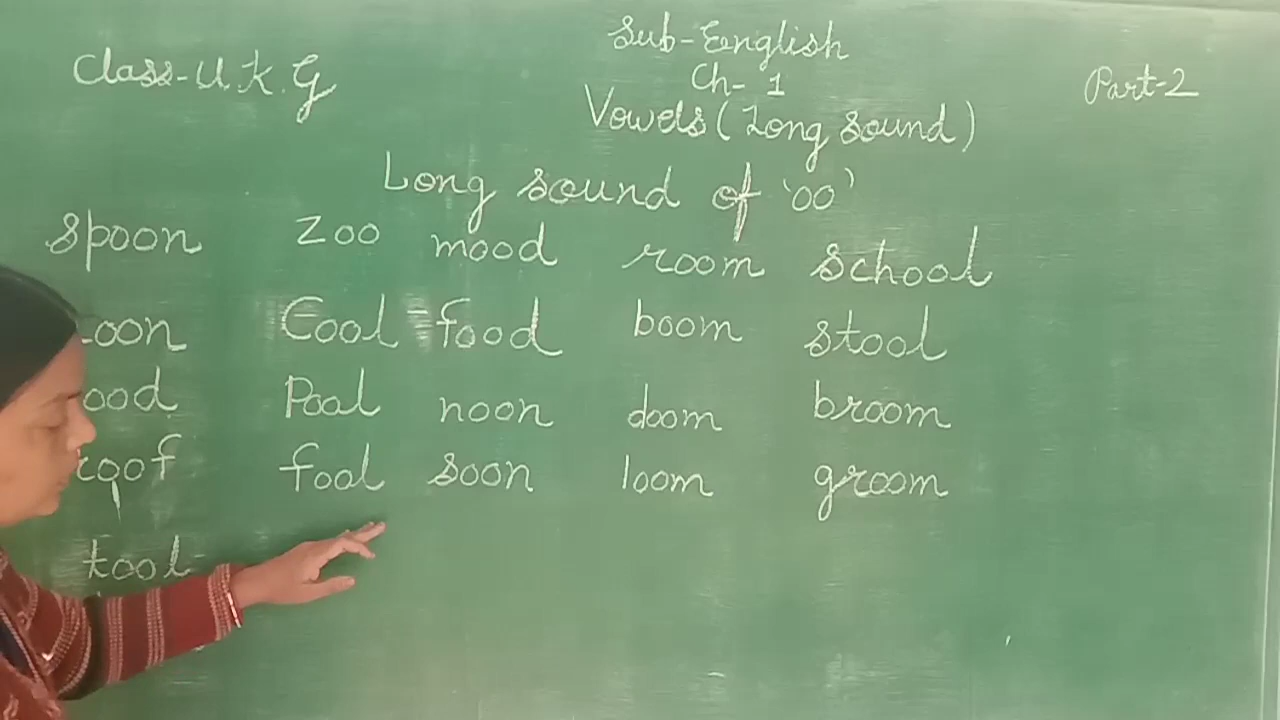 Sub-English
Class-U.K.G Ch-1 Part-2
Vowels (Long sound)
Long sound of 'oo'
spoon zoo mood room school
Cool food boom stool
Pool noon doom broom
roof fool soon loom groom
tool